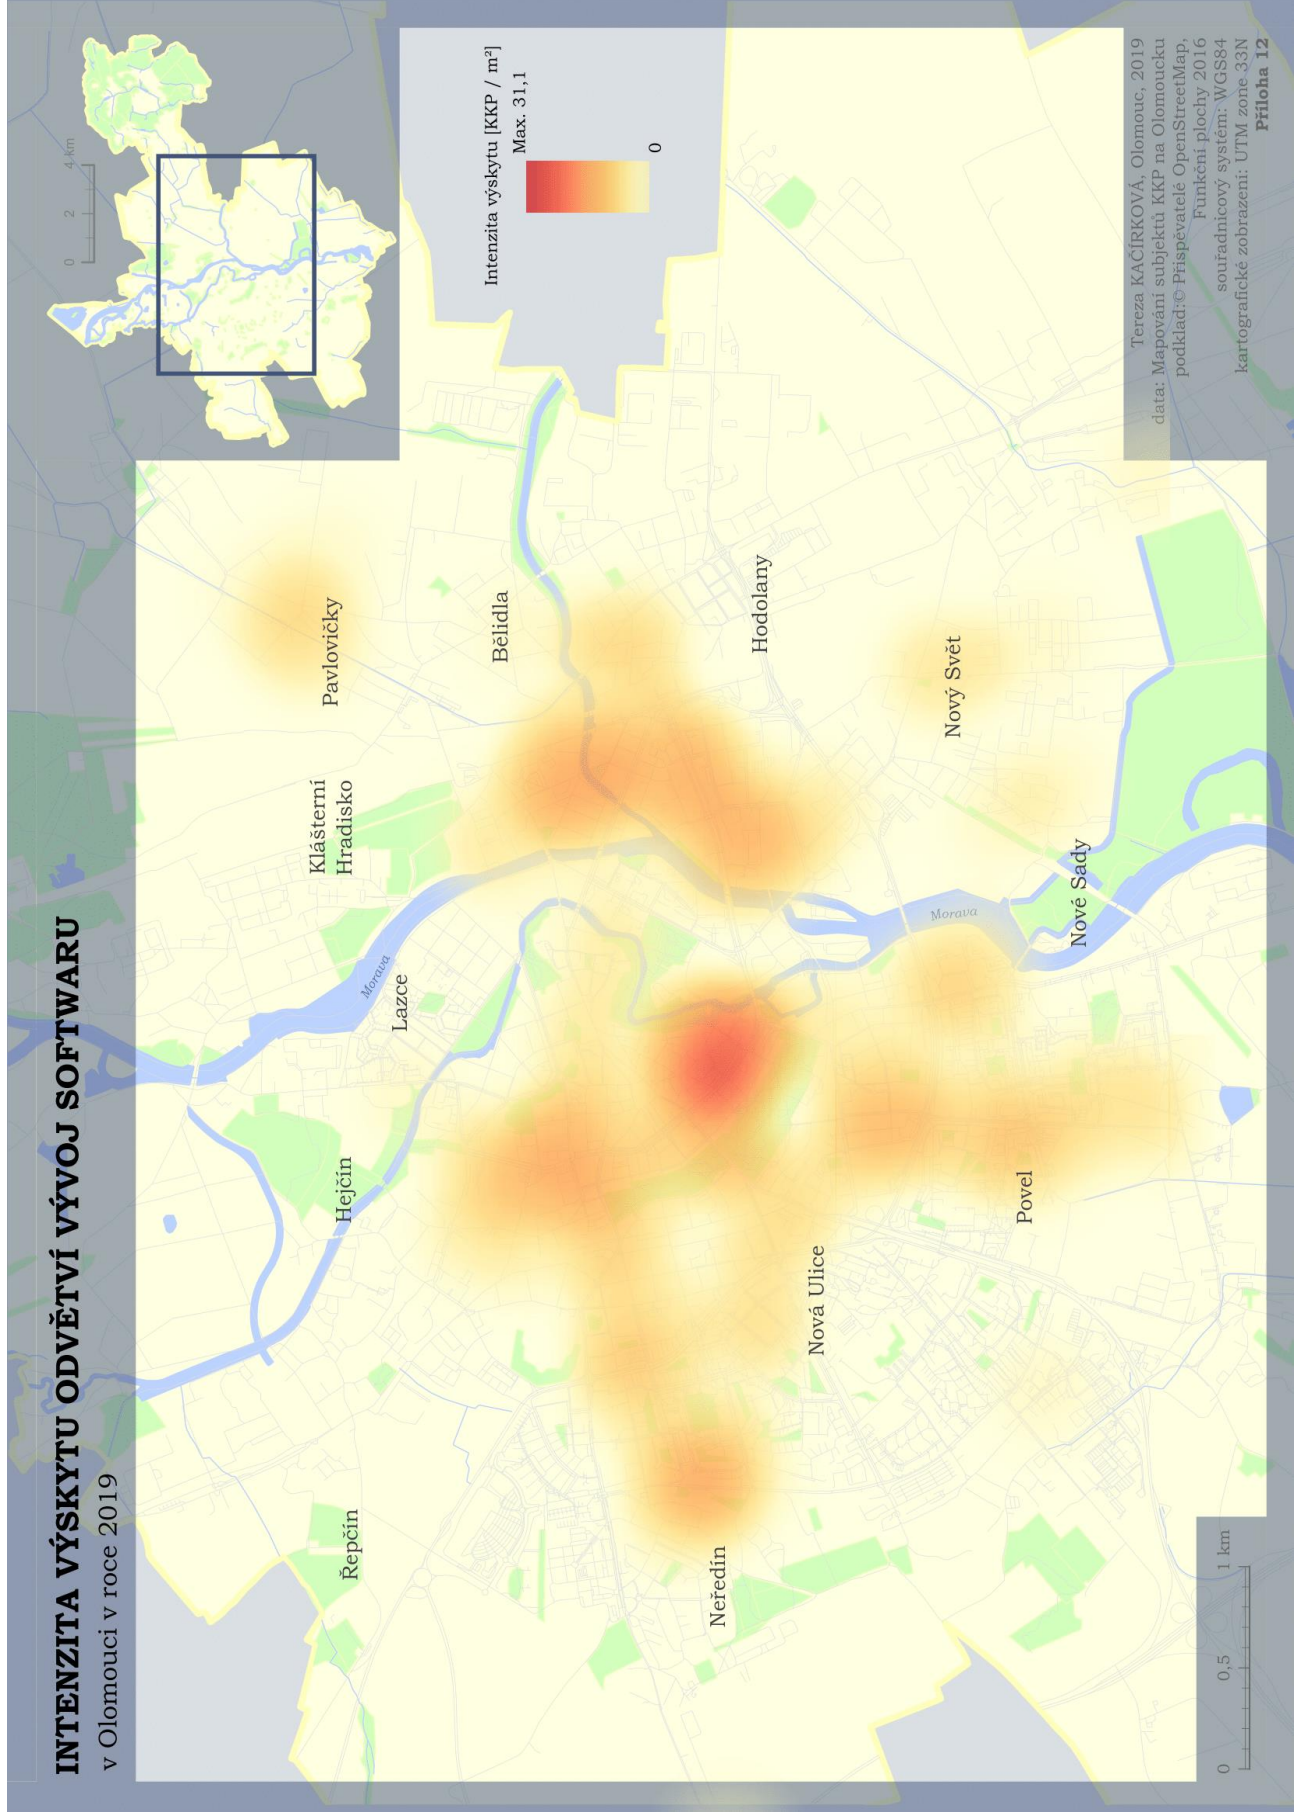 INTENZITA VÝSKYTU ODVĚTVÍ VÝVOJ SOFTWARU
v Olomouci v roce 2019
0 2 4 km
Intenzita výskytu [KKP / m²]
Max. 31,1
0
Řepčín
Hejčín
Lazce
Morava
Klášterní
Hradisko
Pavlovičky
Bělidla
Neředín
Nová Ulice
Hodolany
Povel
Nové Sady
Morava
Nový Svět
0 0,5 1 km
Tereza KAČÍRKOVÁ, Olomouc, 2019
data: Mapování subjektů KKP na Olomoucku
podklad:© Přispěvatelé OpenStreetMap,
Funkční plochy 2016
souřadnicový systém: WGS84
kartografické zobrazení: UTM zone 33N
Příloha 12